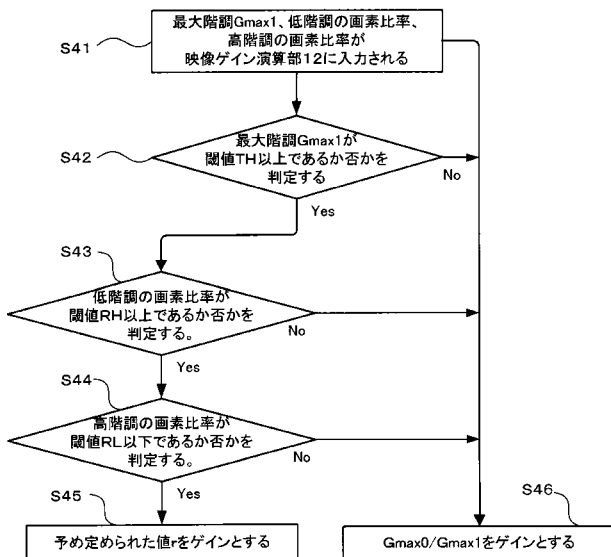 S41
最大階調Gmax1、低階調の画素比率、
高階調の画素比率が
映像ゲイン演算部12に入力される
S42
最大階調Gmax1が
閾値TH以上であるか否かを
判定する
No
Yes
S43
低階調の画素比率が
閾値RH以上であるか否かを
判定する。
No
Yes
S44
高階調の画素比率が
閾値RL以下であるか否かを
判定する。
No
Yes
S45
予め定められた値rをゲインとする
S46
Gmax0/Gmax1をゲインとする